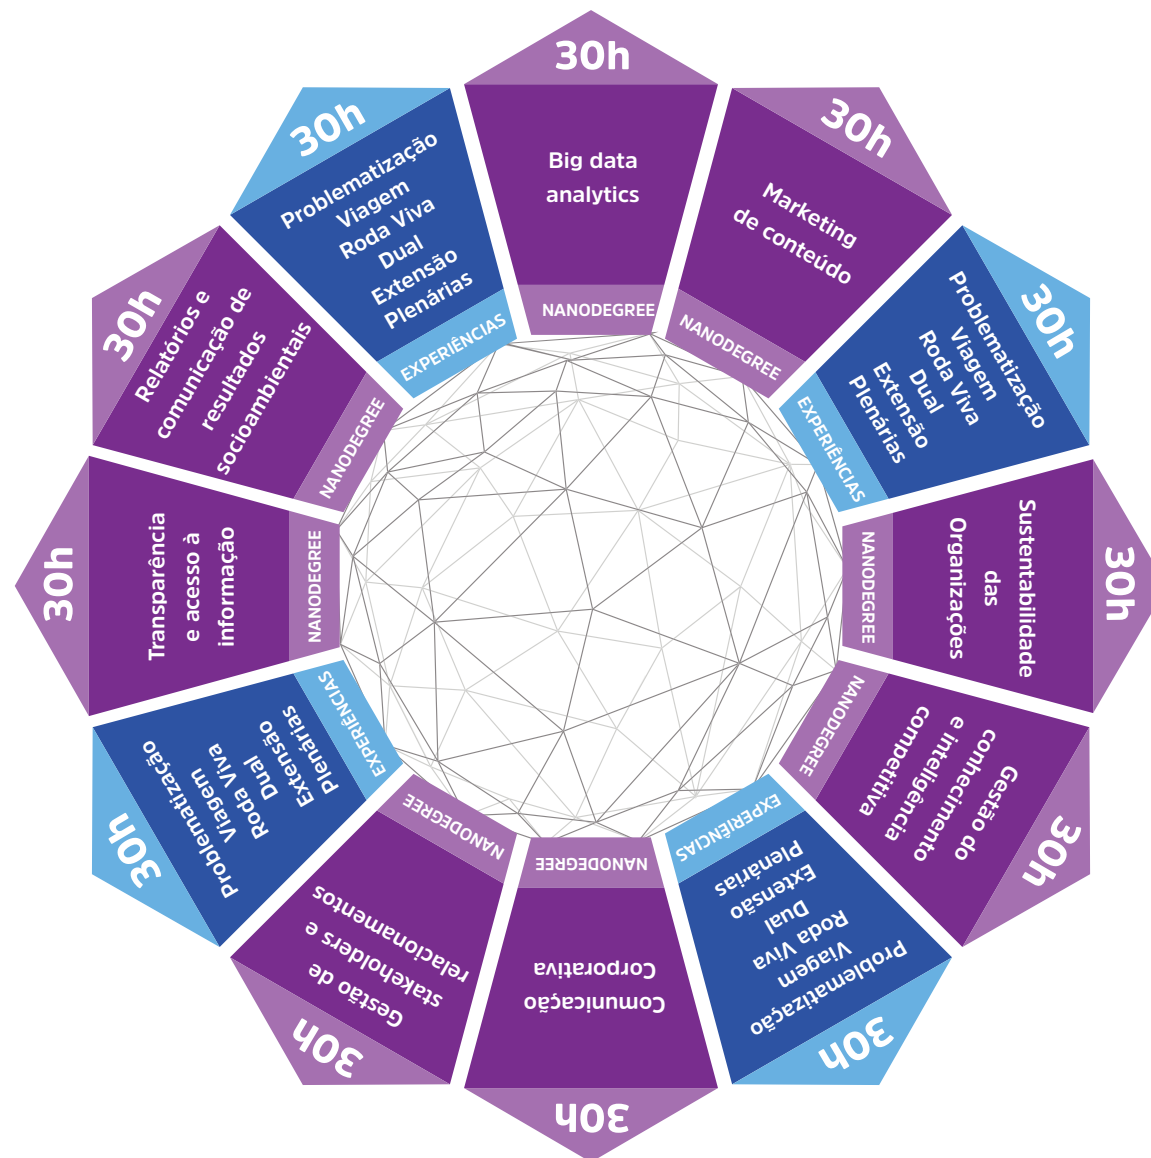 30h
Big data
analytics
NANODEGREE
30h
Marketing
de conteúdo
NANODEGREE
30h
Problematização
Viagem
Roda Viva
Dual
Extensão
Plenárias
EXPERIÊNCIAS
30h
Sustentabilidade
das
Organizações
NANODEGREE
30h
Gestão do
conhecimento
e inteligência
competitiva
NANODEGREE
30h
Problematização
Viagem
Roda Viva
Dual
Extensão
Plenárias
EXPERIÊNCIAS
30h
Comunicação
Corporativa
NANODEGREE
30h
Gestão de
stakeholders e
relacionamentos
NANODEGREE
30h
Problematização
Viagem
Roda Viva
Dual
Extensão
Plenárias
EXPERIÊNCIAS
30h
Transparência
e acesso à
informação
NANODEGREE
30h
Relatórios e
comunicação de
resultados
socioambientais
NANODEGREE
30h
Problematização
Viagem
Roda Viva
Dual
Extensão
Plenárias
EXPERIÊNCIAS